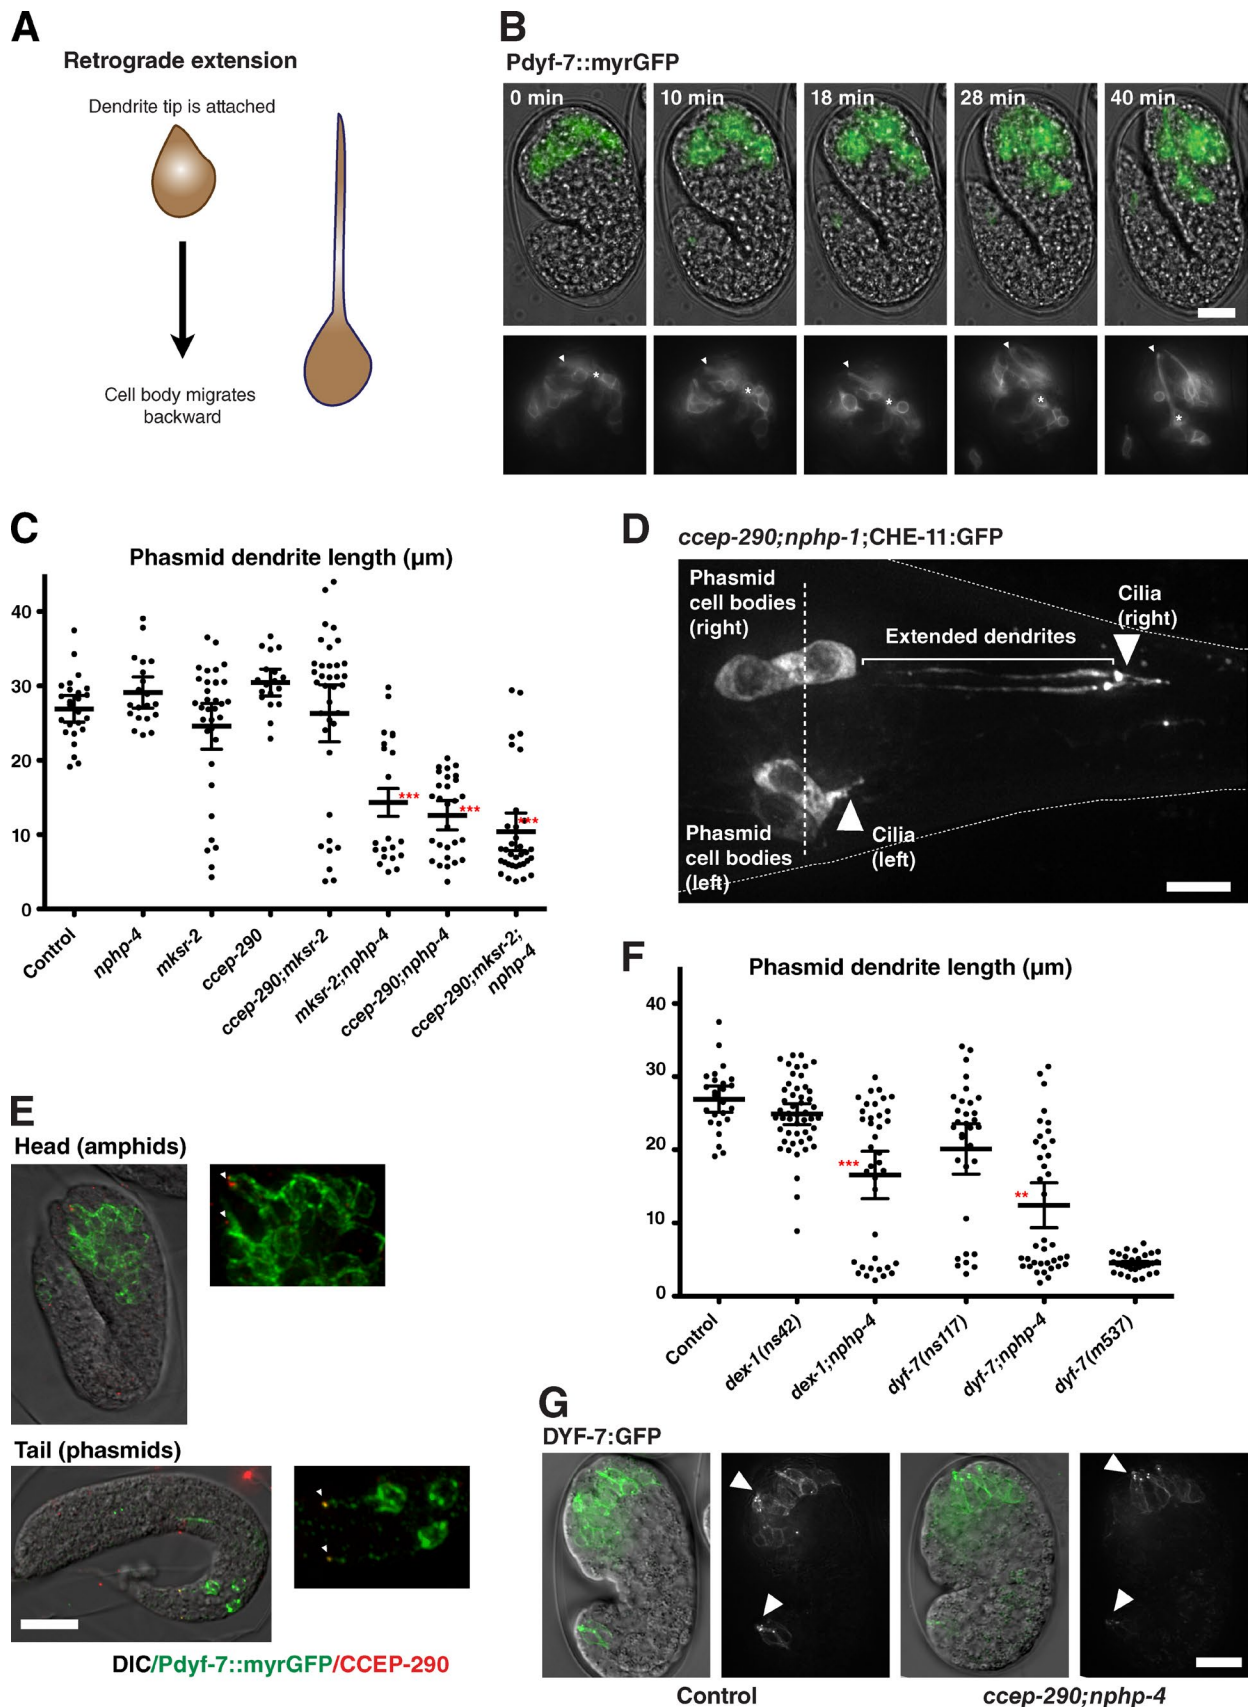 A
Retrograde extension
Dendrite tip is attached
Cell body migrates
backward
B
Pdyf-7::myrGFP
0 min
10 min
18 min
28 min
40 min
*
*
*
*
*
C
Phasmid dendrite length (µm)
40
30
20
10
0
***
***
***
Control
nphp-4
mksr-2
ccep-290
ccep-290;mksr-2
mksr-2;nphp-4
ccep-290;nphp-4
ccep-290;mksr-2;
nphp-4
D
ccep-290;nphp-1;CHE-11:GFP
Phasmid
cell bodies
(right)
Extended dendrites
Cilia
(right)
Phasmid
cell bodies
(left)
Cilia
(left)
E
Head (amphids)
Tail (phasmids)
DIC/Pdyf-7::myrGFP/CCEP-290
F
Phasmid dendrite length (µm)
40
30
20
10
0
***
**
Control
dex-1(ns42)
dex-1;nphp-4
dyf-7(ns117)
dyf-7;nphp-4
dyf-7(m537)
G
DYF-7:GFP
Control
ccep-290;nphp-4